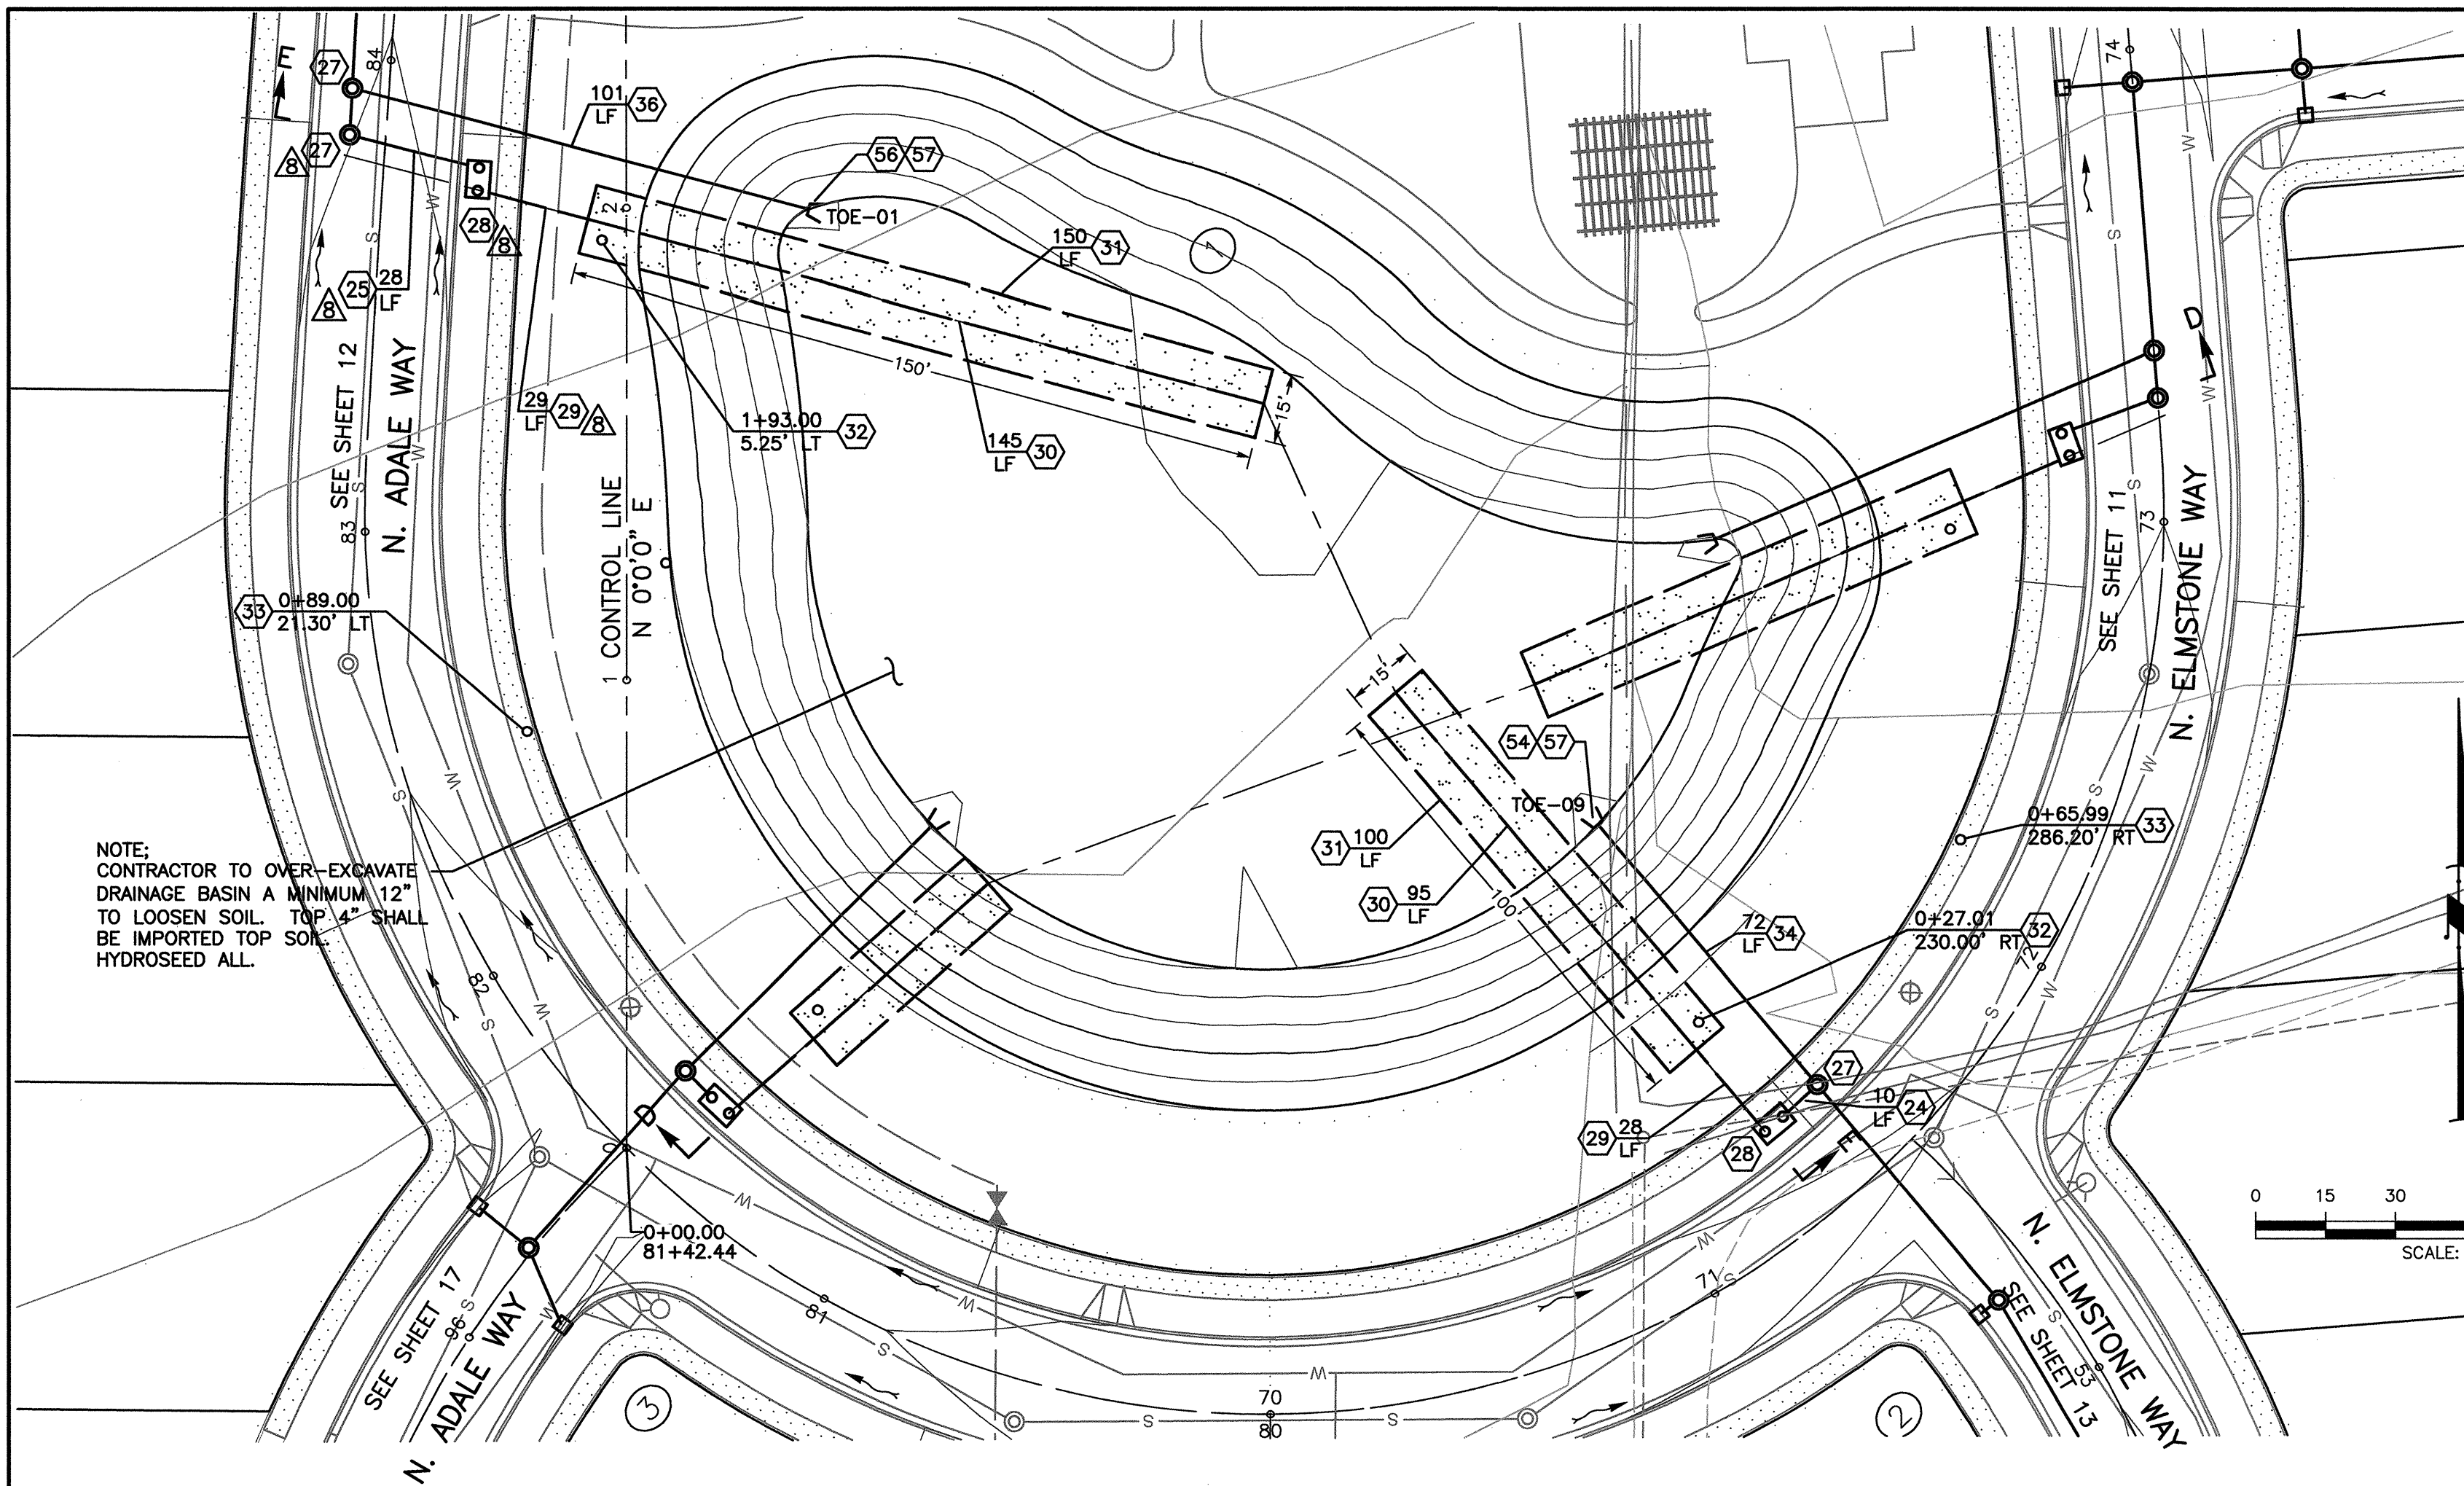 E
27
84
101
LF
36
27
8
56
57
TOE-01
28
8
2
150
LF
31
25
28
LF
8
S
W
SEE SHEET 12
N. ADALE WAY
150'
15'
29
LF
29
8
1+93.00
5.25' LT
32
145
LF
30
83
CONTROL LINE
N 0°0'0" E
1
33
0+89.00
21.30' LT
74
D
SEE SHEET 11
73
N. ELMSTONE WAY
15'
54
57
TOE-09
31
100
LF
30
95
LF
100'
72
LF
34
0+65.99
286.20' RT
33
0+27.01
230.00' RT
32
72
NOTE;
CONTRACTOR TO OVER-EXCAVATE
DRAINAGE BASIN A MINIMUM 12"
TO LOOSEN SOIL. TOP 4" SHALL
BE IMPORTED TOP SOIL.
HYDROSEED ALL.
82
D
0
0+00.00
81+42.44
27
10
LF
24
29
28
LF
28
E
0 15 30
SCALE:
SEE SHEET 17
96
N. ADALE WAY
3
81
70
80
71
2
N. ELMSTONE WAY
SEE SHEET 13
53